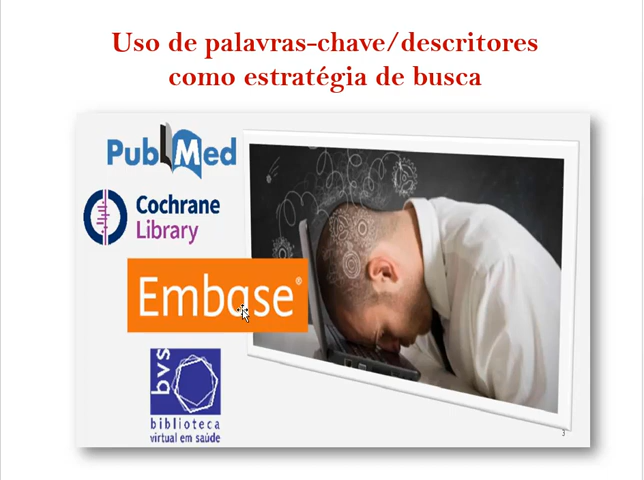 Uso de palavras-chave/descritores
como estratégia de busca
PubMed
Cochrane
Library
Embase®
bvs
biblioteca
virtual em saúde
3